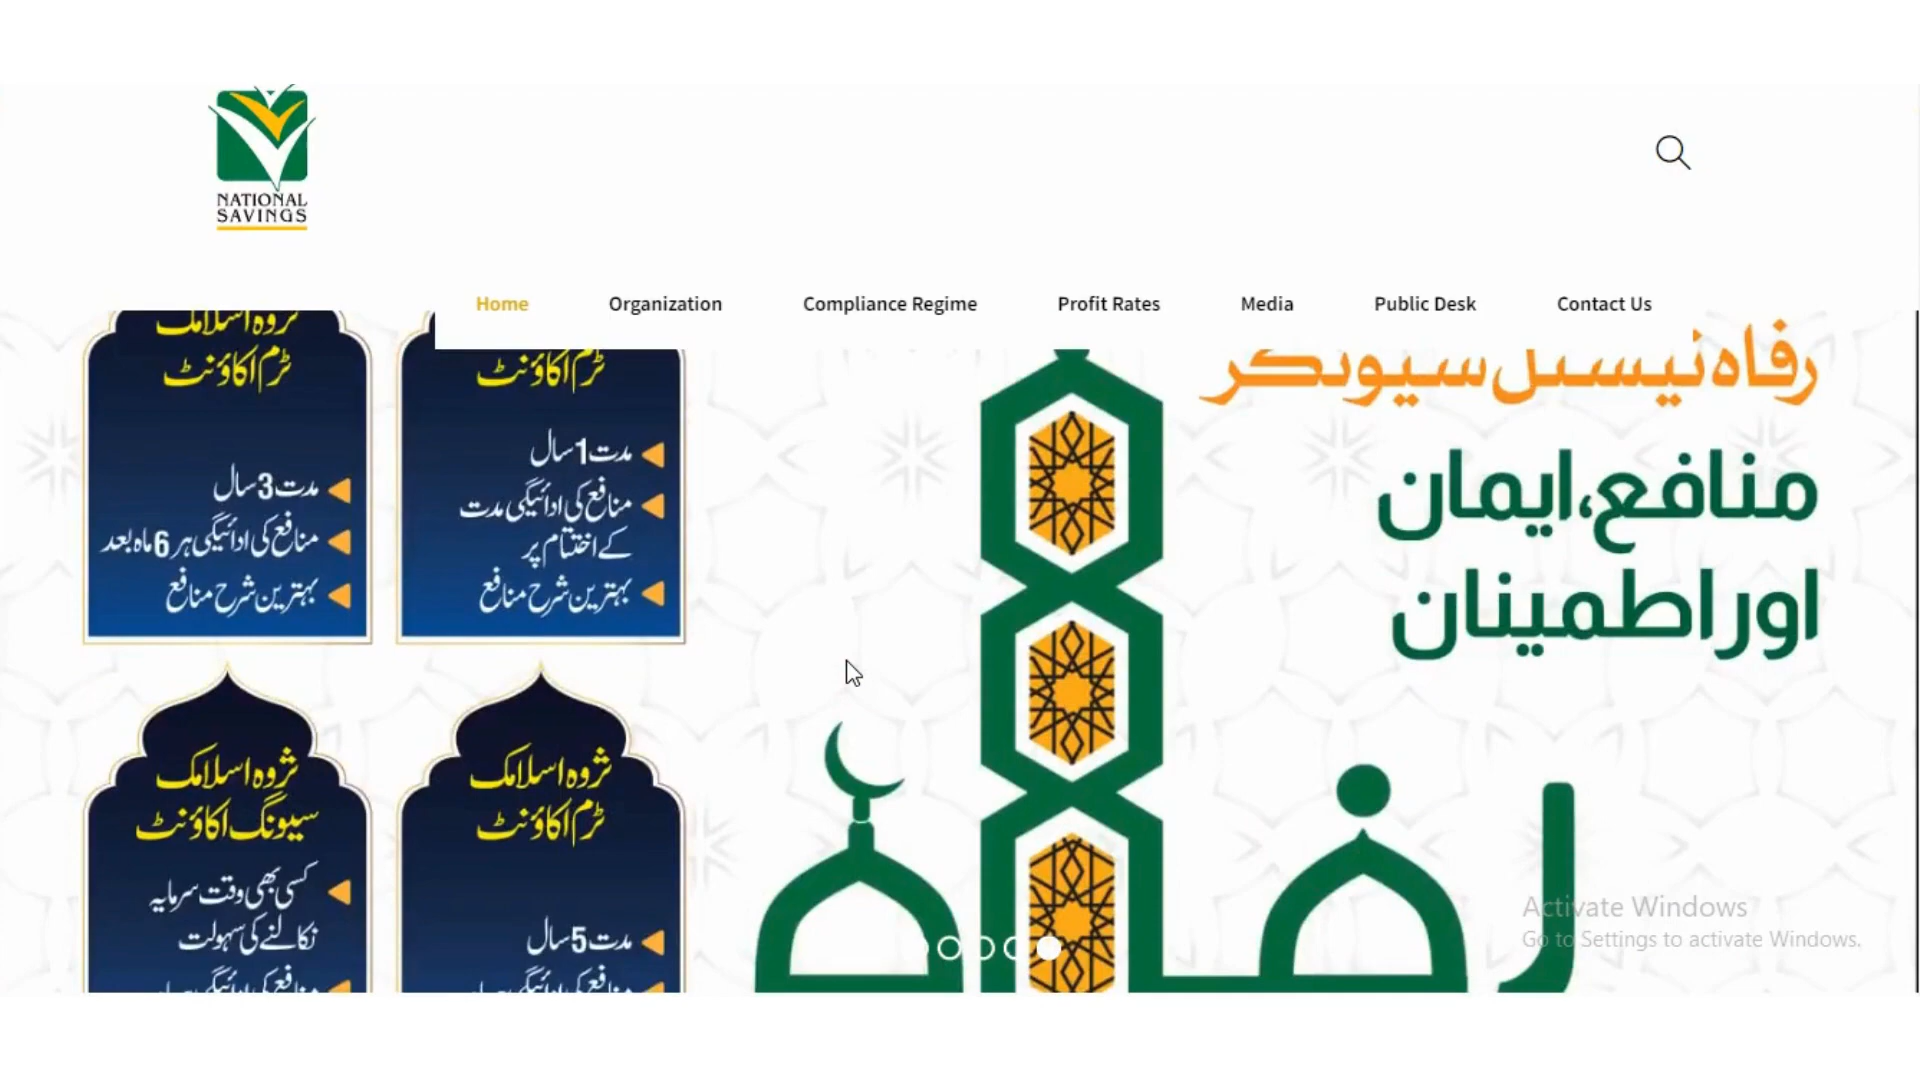 NATIONAL
SAVINGS
Home
Organization
Compliance Regime
Profit Rates
Media
Public Desk
Contact Us
ثروہ اسلامک
ٹرم اکاؤنٹ
مدت 3 سال
منافع کی ادائیگی ہر 6 ماہ بعد
بہترین شرح منافع
ٹرم اکاؤنٹ
مدت 1 سال
منافع کی ادائیگی مدت
کے اختتام پر
بہترین شرح منافع
رفاہ نیشنل سیونگز
منافع، ایمان
اور اطمینان
ثروہ اسلامک
سیونگ اکاؤنٹ
کسی بھی وقت سرمایہ
نکالنے کی سہولت
ثروہ اسلامک
ٹرم اکاؤنٹ
مدت 5 سال
رفاہ
Activate Windows
Go to Settings to activate Windows.